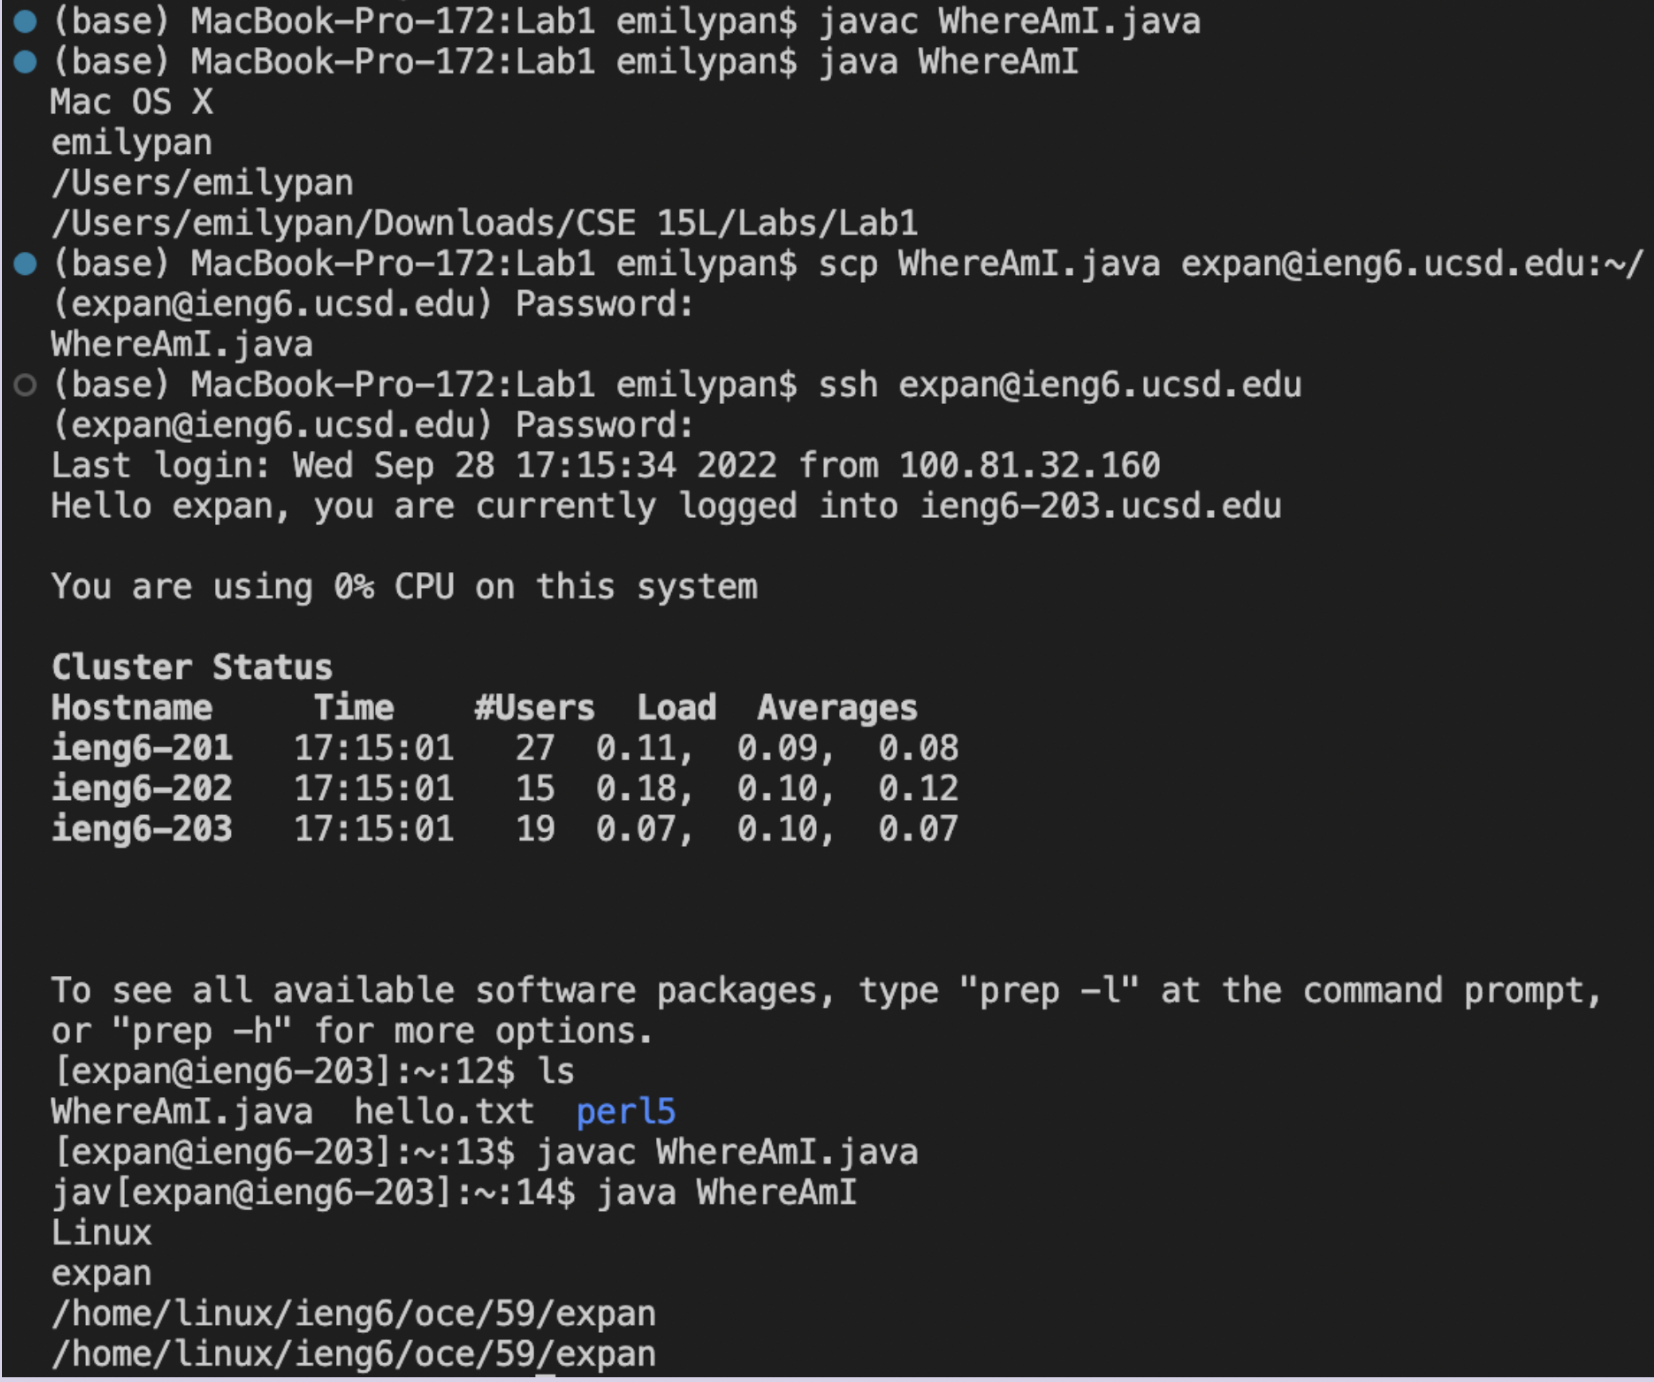 (base) MacBook-Pro-172:Lab1 emilypan$ javac WhereAmI.java
(base) MacBook-Pro-172:Lab1 emilypan$ java WhereAmI
Mac OS X
emilypan
/Users/emilypan
/Users/emilypan/Downloads/CSE 15L/Labs/Lab1
(base) MacBook-Pro-172:Lab1 emilypan$ scp WhereAmI.java expan@ieng6.ucsd.edu:~/
(expan@ieng6.ucsd.edu) Password:
WhereAmI.java
(base) MacBook-Pro-172:Lab1 emilypan$ ssh expan@ieng6.ucsd.edu
(expan@ieng6.ucsd.edu) Password:
Last login: Wed Sep 28 17:15:34 2022 from 100.81.32.160
Hello expan, you are currently logged into ieng6-203.ucsd.edu
You are using 0% CPU on this system
Cluster Status
Hostname     Time    #Users  Load  Averages
ieng6-201   17:15:01   27  0.11,  0.09,  0.08
ieng6-202   17:15:01   15  0.18,  0.10,  0.12
ieng6-203   17:15:01   19  0.07,  0.10,  0.07
To see all available software packages, type "prep -l" at the command prompt,
or "prep -h" for more options.
[expan@ieng6-203]:~:12$ ls
WhereAmI.java  hello.txt  perl5
[expan@ieng6-203]:~:13$ javac WhereAmI.java
jav[expan@ieng6-203]:~:14$ java WhereAmI
Linux
expan
/home/linux/ieng6/oce/59/expan
/home/linux/ieng6/oce/59/expan